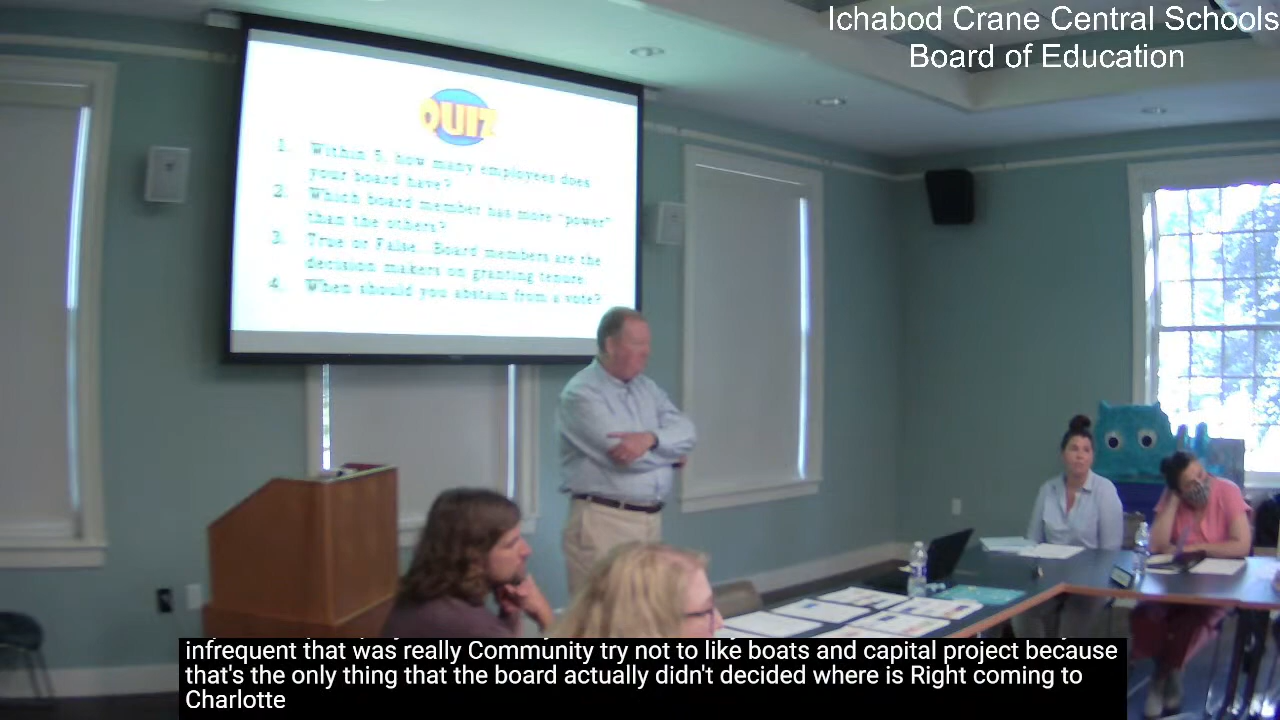 Ichabod Crane Central Schools
Board of Education
QUIZ
1. Within 5, how many employees does
your board have?
2. Which board member has more "power"
than the others?
3. True or False. Board members are the
decision makers on granting tenure.
4. When should you abstain from a vote?
infrequent that was really Community try not to like boats and capital project because
that's the only thing that the board actually didn't decided where is Right coming to
Charlotte